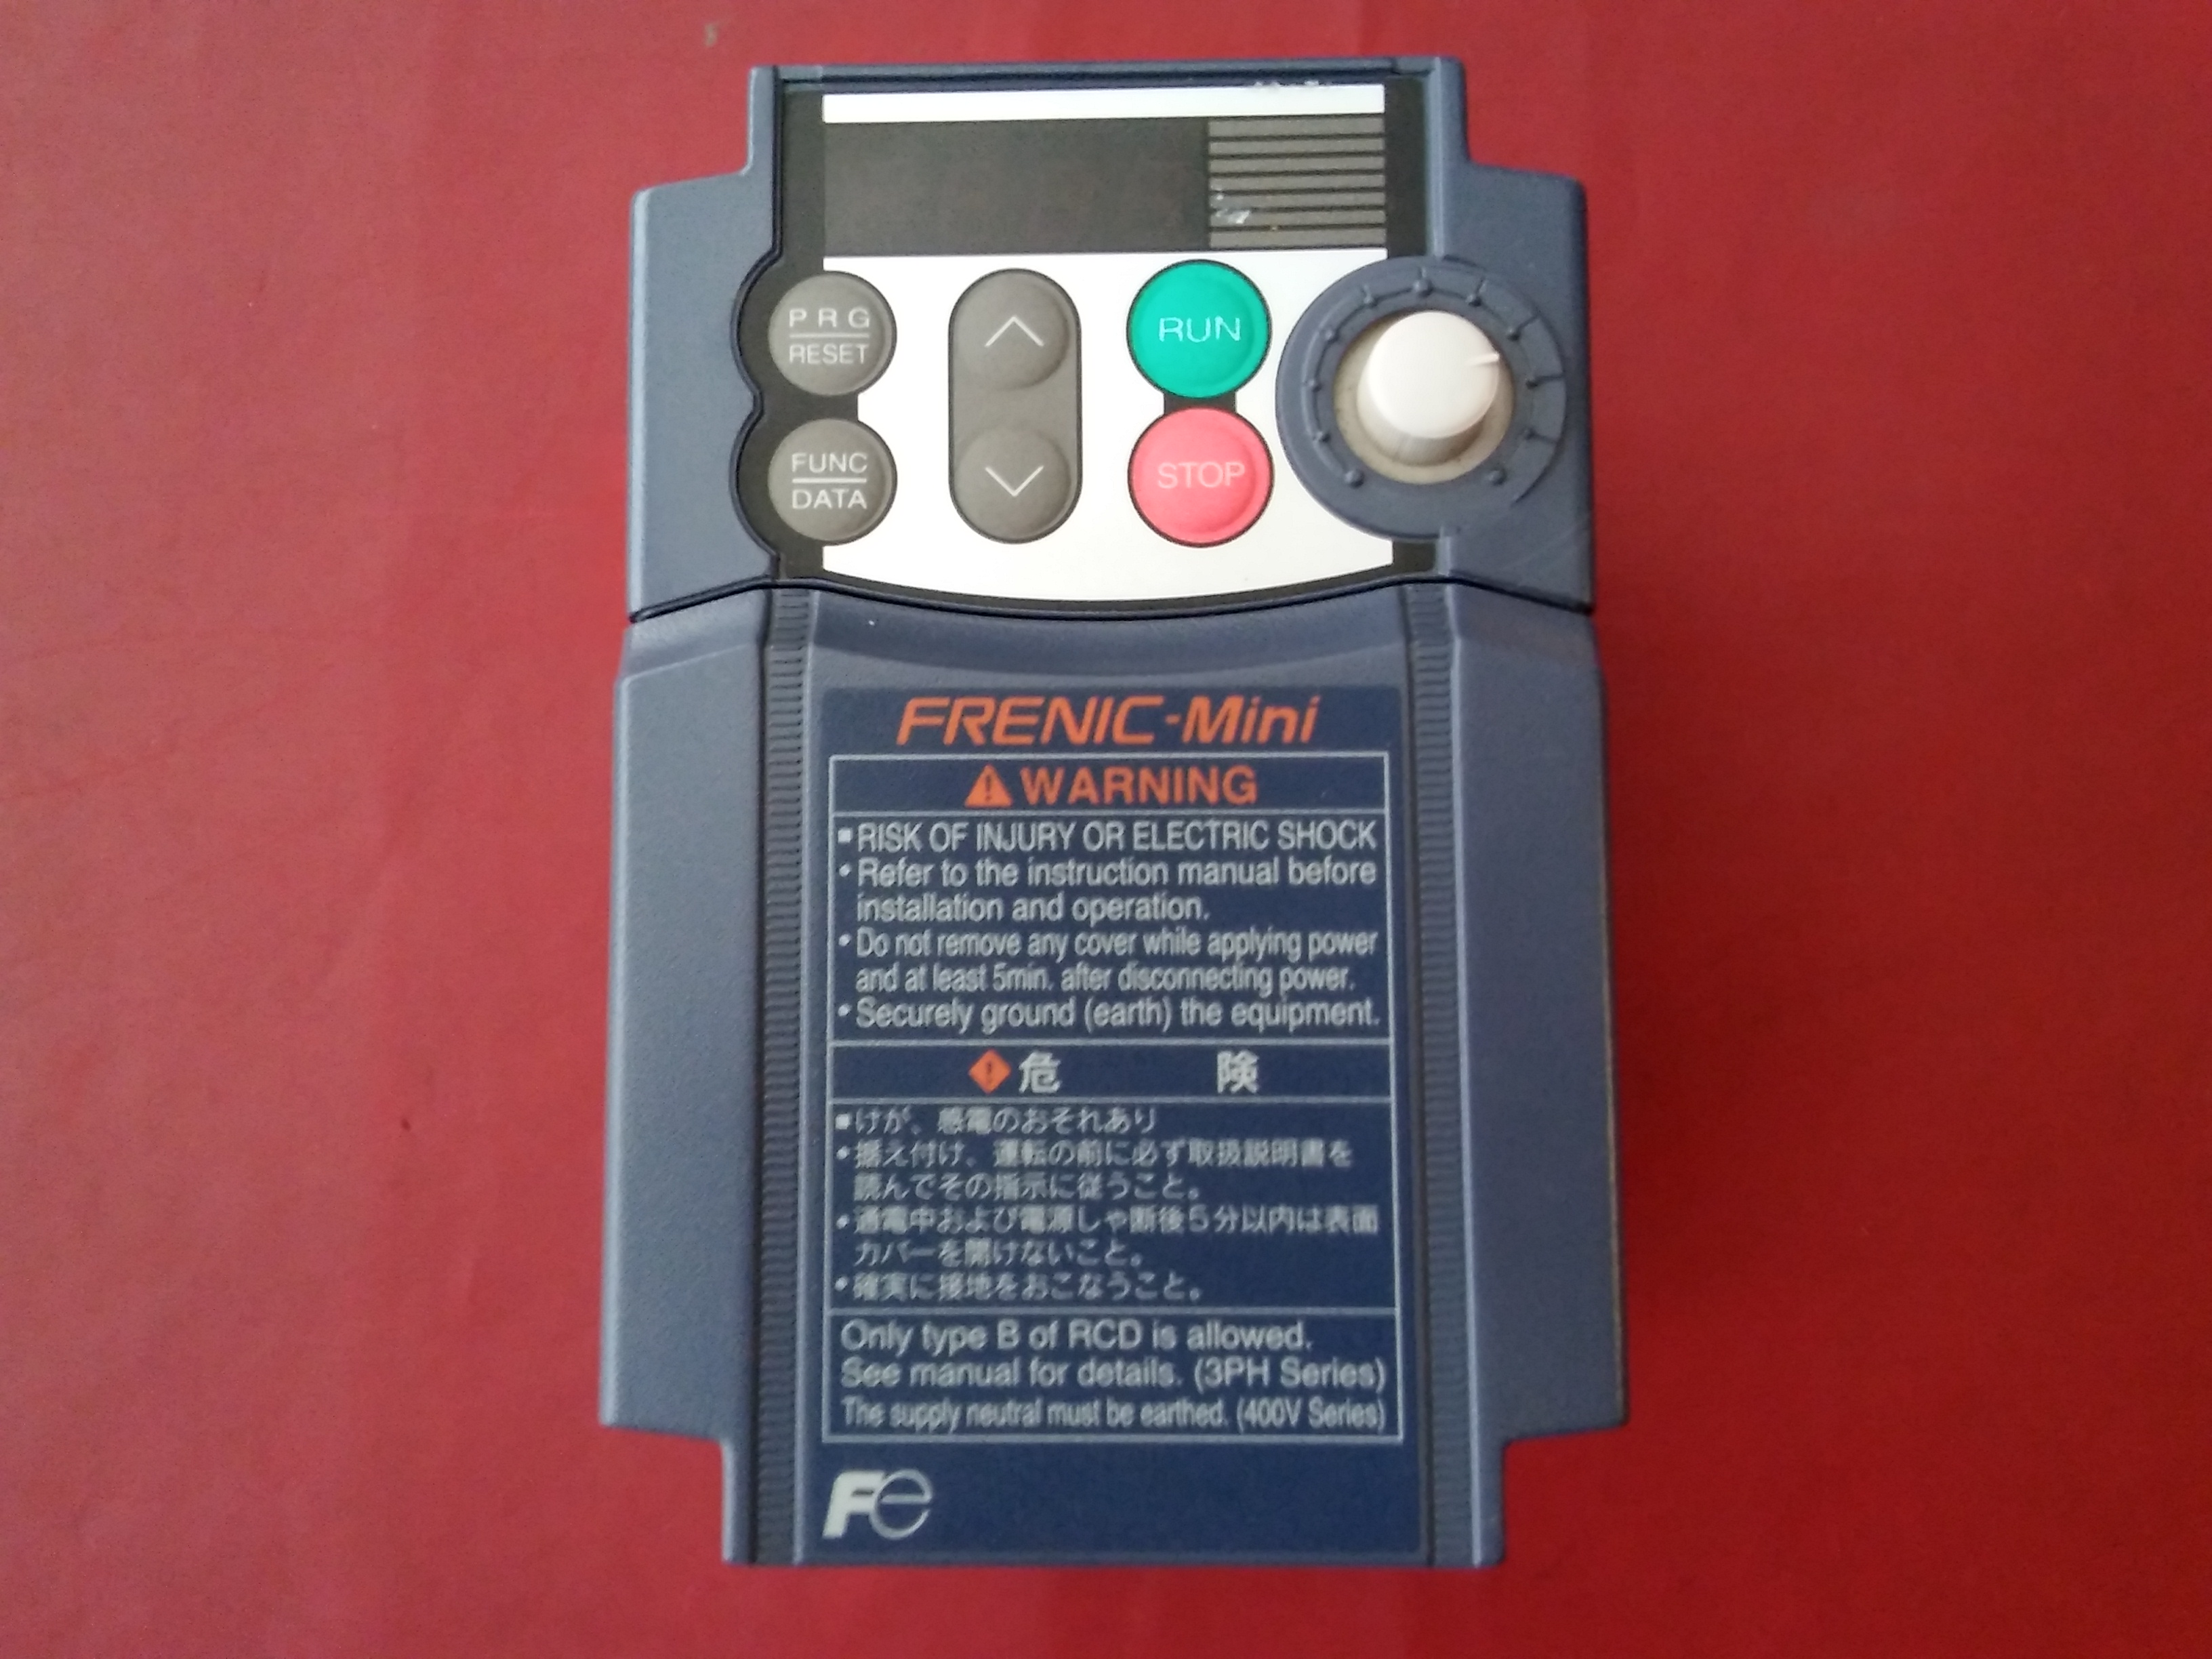 PRG
RESET
RUN
FUNC
DATA
STOP
FRENIC-Mini
WARNING
▪RISK OF INJURY OR ELECTRIC SHOCK
•Refer to the instruction manual before
installation and operation.
•Do not remove any cover while applying power
and at least 5min. after disconnecting power.
•Securely ground (earth) the equipment.
危 険
▪けが、感電のおそれあり
•据え付け、運転の前に必ず取扱説明書を
読んでその指示に従うこと。
•通電中および電源しゃ断後5分以内は表面
カバーを開けないこと。
•確実に接地をおこなうこと。
Only type B of RCD is allowed.
See manual for details. (3PH Series)
The supply neutral must be earthed. (400V Series)
Fe